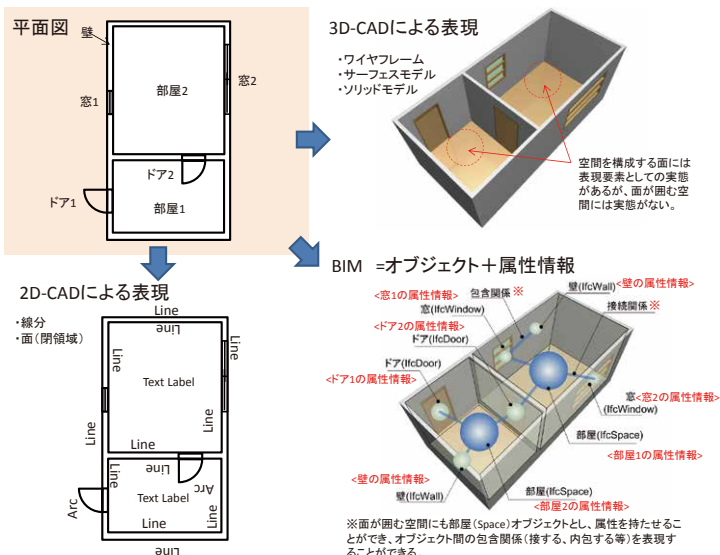 平面図
壁
窓1
窓2
部屋2
ドア2
ドア1
部屋1
3D-CADによる表現
・ワイヤフレーム
・サーフェスモデル
・ソリッドモデル
空間を構成する面には
表現要素としての実態
があるが、面が囲む空
間には実態がない。
2D-CADによる表現
・線分
・面(閉領域)
Line
Line
Line
Line
Line
Line
Text Label
Line
Line
Line
Line
Line
Arc
Text Label
Arc
Line
Line
Line
BIM =オブジェクト+属性情報
<窓1の属性情報>
包含関係 ※
壁(IfcWall)<壁の属性情報>
窓(IfcWindow)
接続関係 ※
<ドア2の属性情報>
ドア(IfcDoor)
ドア(IfcDoor)
<ドア1の属性情報>
窓<窓2の属性情報>
(IfcWindow)
部屋(IfcSpace)
<部屋1の属性情報>
<壁の属性情報>
壁(IfcWall)
部屋(IfcSpace)
<部屋2の属性情報>
※面が囲む空間にも部屋(Space)オブジェクトとし、属性を持たせるこ
とができ、オブジェクト間の包含関係(接する、内包する等)を表現す
ることができる。